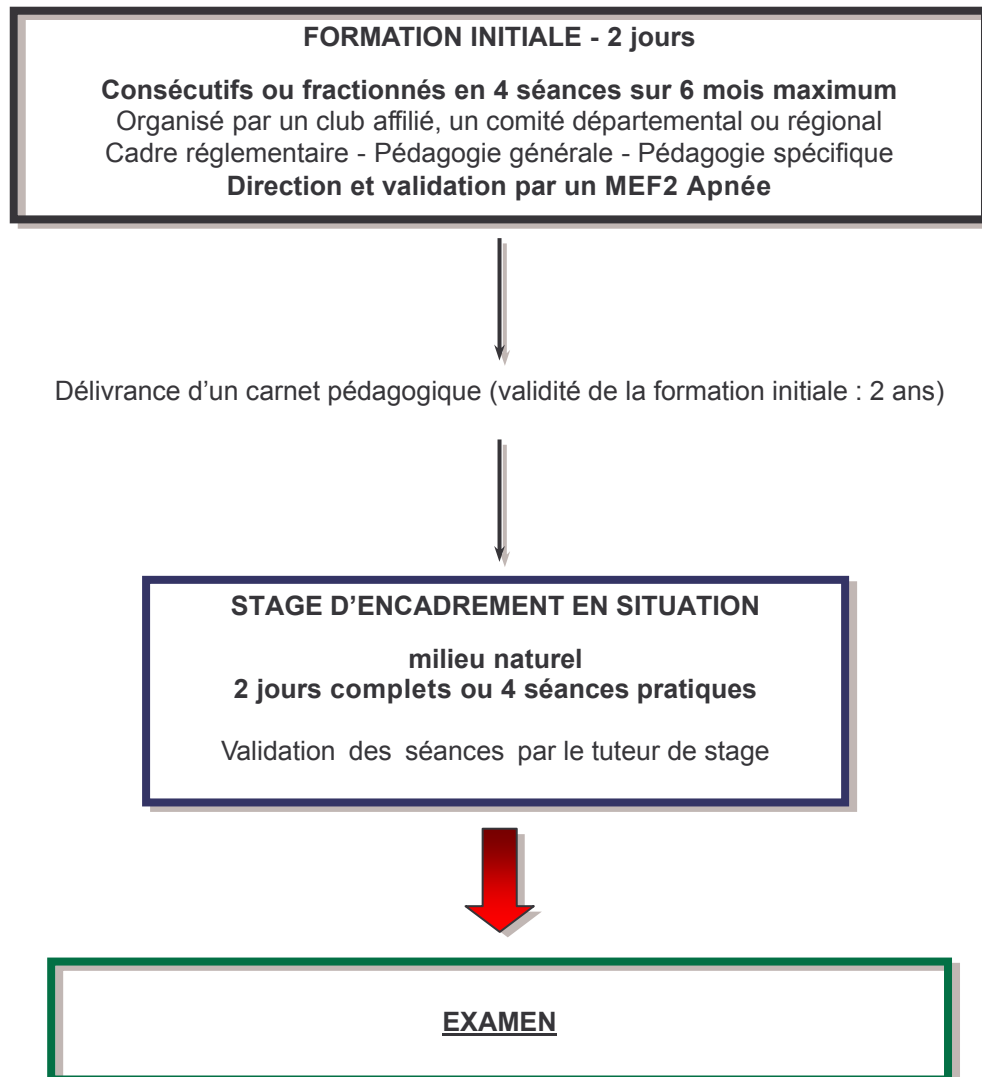 FORMATION INITIALE - 2 jours
Consécutifs ou fractionnés en 4 séances sur 6 mois maximum
Organisé par un club affilié, un comité départemental ou régional
Cadre réglementaire - Pédagogie générale - Pédagogie spécifique
Direction et validation par un MEF2 Apnée
Délivrance d’un carnet pédagogique (validité de la formation initiale : 2 ans)
STAGE D’ENCADREMENT EN SITUATION
milieu naturel
2 jours complets ou 4 séances pratiques
Validation des séances par le tuteur de stage
EXAMEN